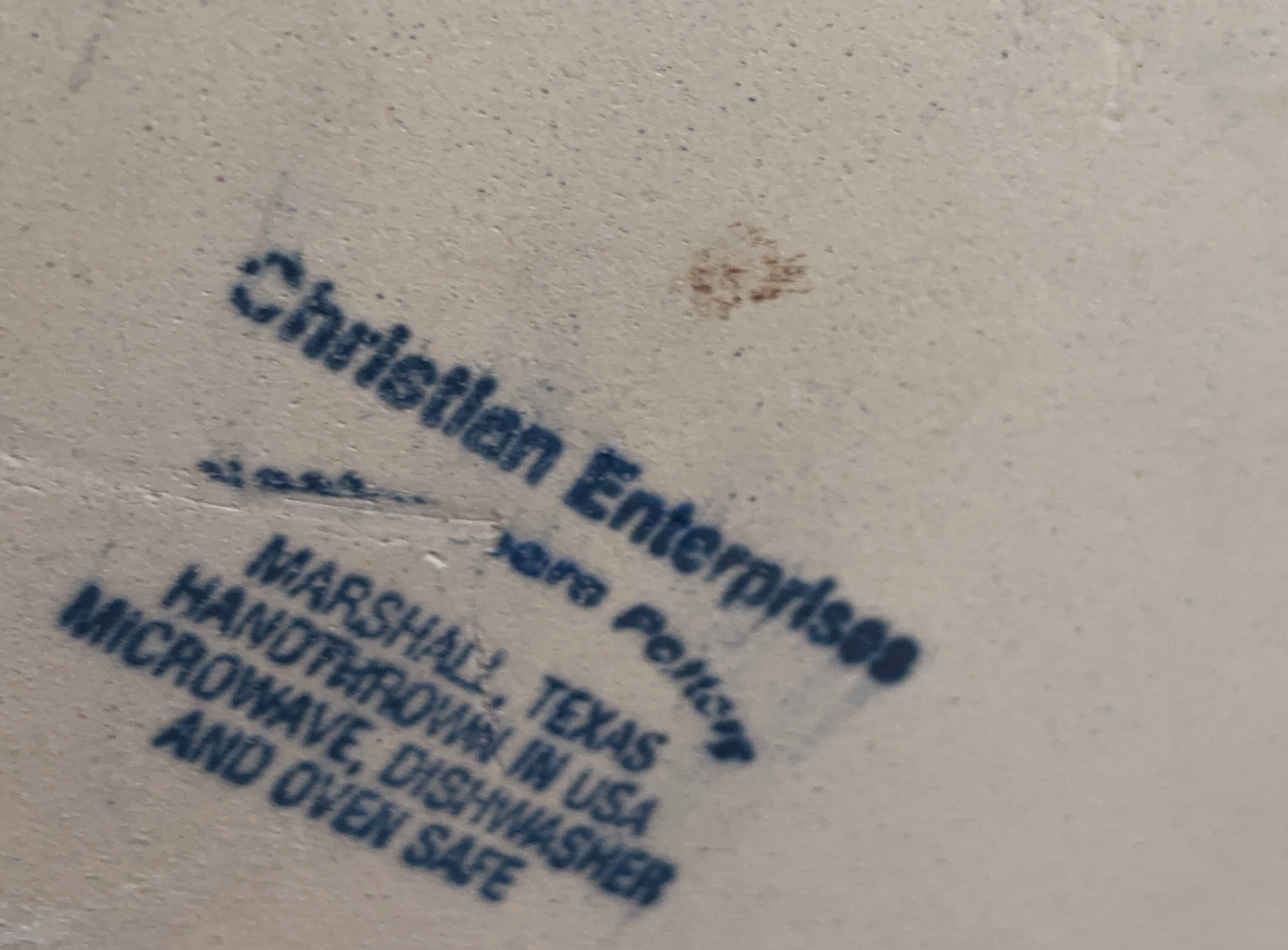 Christian Enterprises
Pottery
MARSHALL, TEXAS
HANDTHROWN IN USA
MICROWAVE, DISHWASHER
AND OVEN SAFE